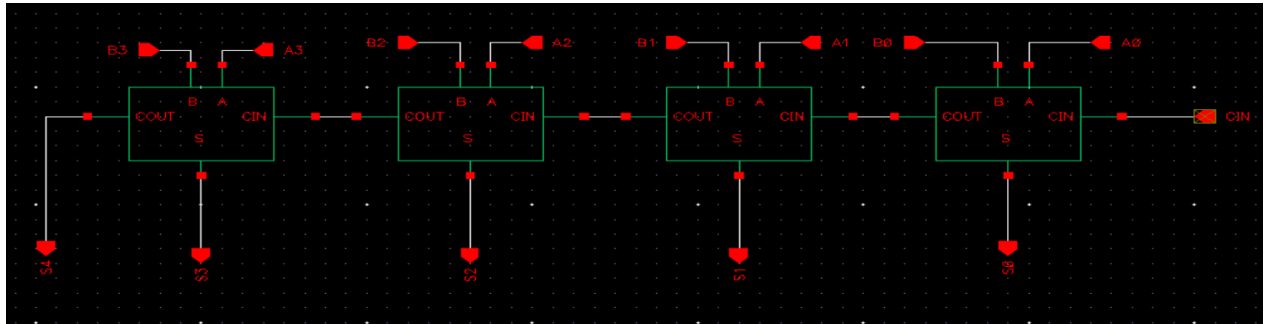 B3 A3 B2 A2 B1 A1 B0 A0
B A B A B A B A
COUT CIN COUT CIN COUT CIN COUT CIN CIN
S S S S
S4 S3 S2 S1 S0